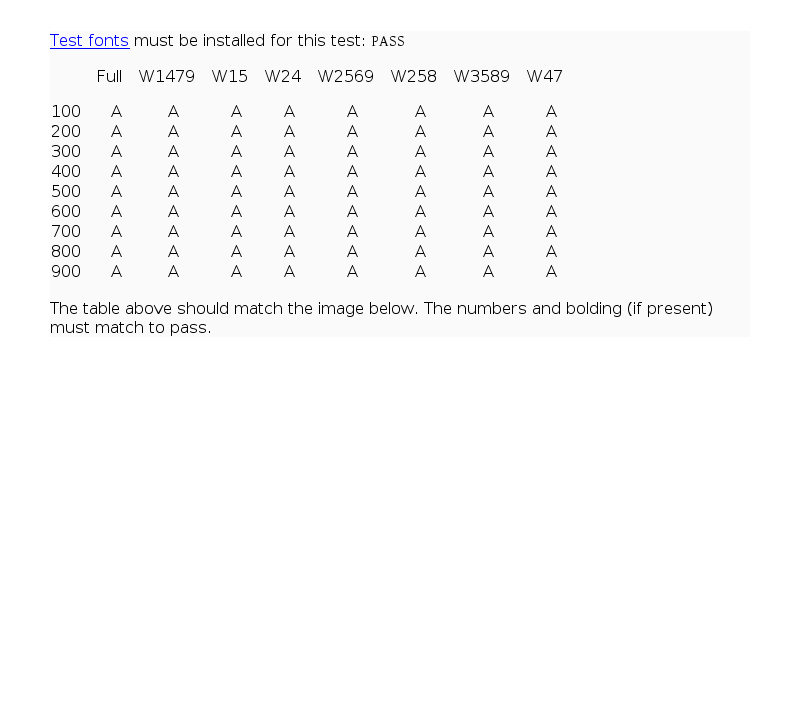 Test fonts must be installed for this test: PASS
Full W1479 W15 W24 W2569 W258 W3589 W47
100 A A A A A A A A
200 A A A A A A A A
300 A A A A A A A A
400 A A A A A A A A
500 A A A A A A A A
600 A A A A A A A A
700 A A A A A A A A
800 A A A A A A A A
900 A A A A A A A A
The table above should match the image below. The numbers and bolding (if present)
must match to pass.